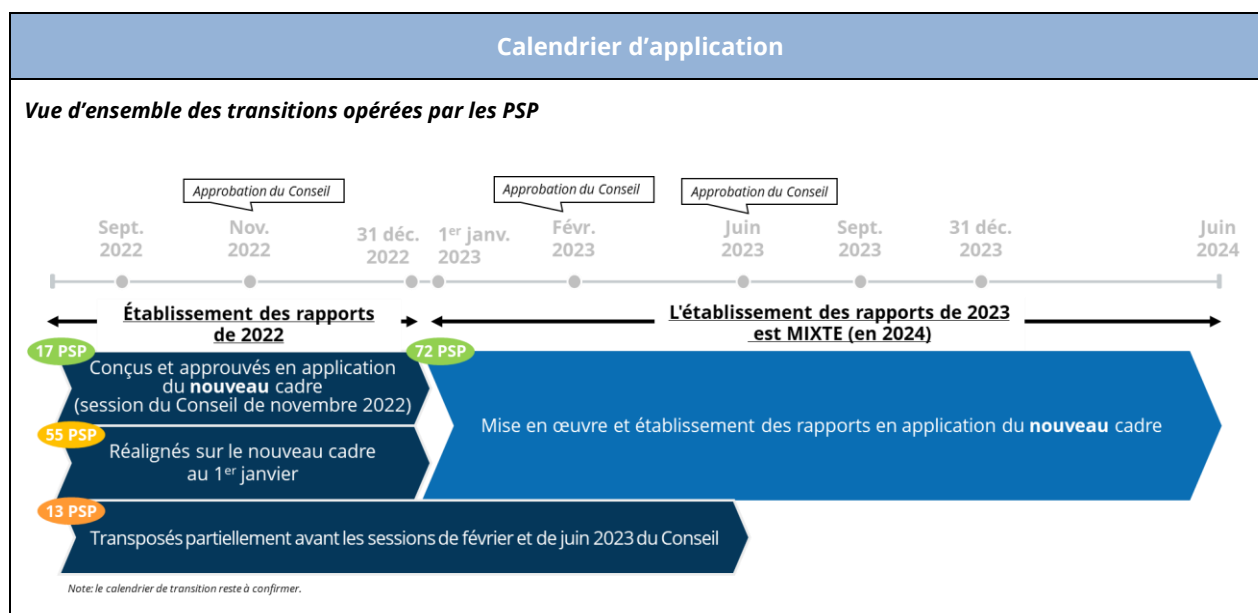 Calendrier d’application
Vue d’ensemble des transitions opérées par les PSP
Approbation du Conseil
Approbation du Conseil
Approbation du Conseil
Sept.
2022
Nov.
2022
31 déc.
2022
1er janv.
2023
Févr.
2023
Juin
2023
Sept.
2023
31 déc.
2023
Juin
2024
Établissement des rapports
de 2022
L'établissement des rapports de 2023
est MIXTE (en 2024)
17 PSP
Conçus et approuvés en application
du nouveau cadre
(session du Conseil de novembre 2022)
72 PSP
Mise en œuvre et établissement des rapports en application du nouveau cadre
55 PSP
Réalignés sur le nouveau cadre
au 1er janvier
13 PSP
Transposés partiellement avant les sessions de février et de juin 2023 du Conseil
Note: le calendrier de transition reste à confirmer.